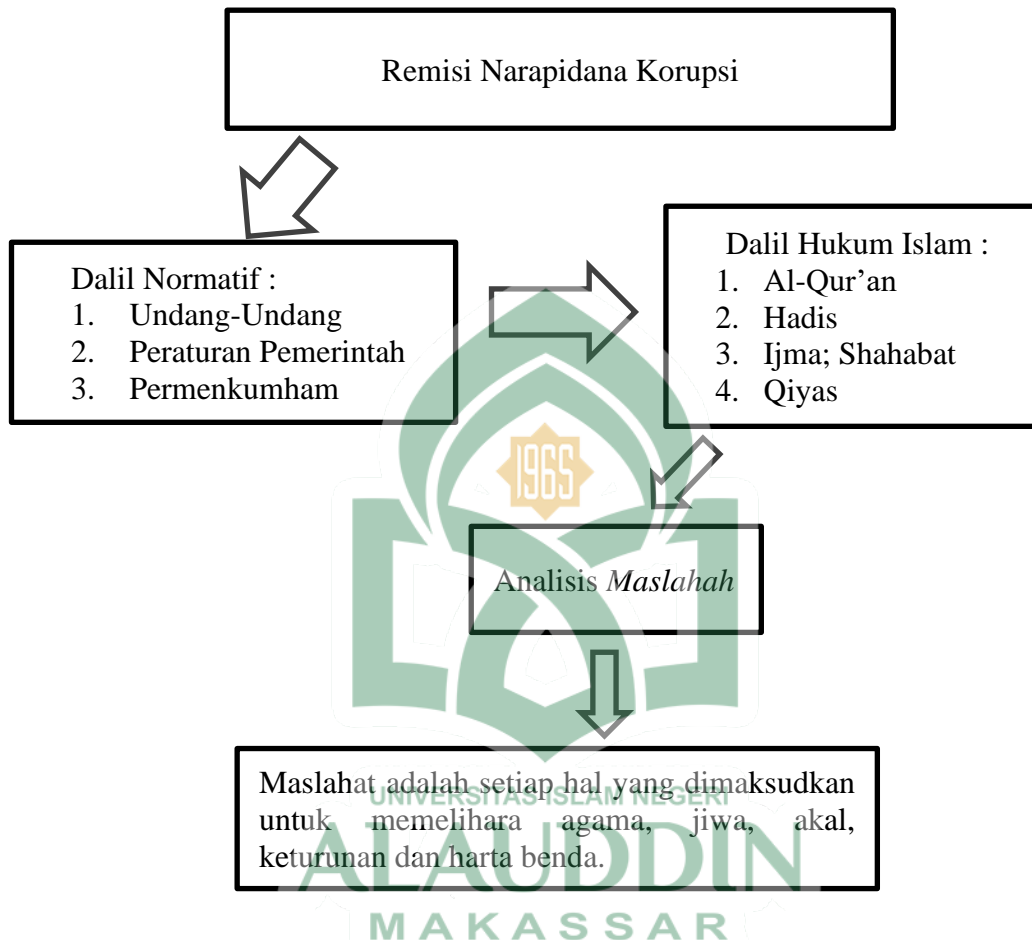 Remisi Narapidana Korupsi
Dalil Normatif :
1. Undang-Undang
2. Peraturan Pemerintah
3. Permenkumham
Dalil Hukum Islam :
1. Al-Qur’an
2. Hadis
3. Ijma; Shahabat
4. Qiyas
1965
Analisis Maslahah
Maslahat adalah setiap hal yang dimaksudkan
untuk memelihara agama, jiwa, akal,
keturunan dan harta benda.
UNIVERSITAS ISLAM NEGERI
ALAUDDIN
MAKASSAR